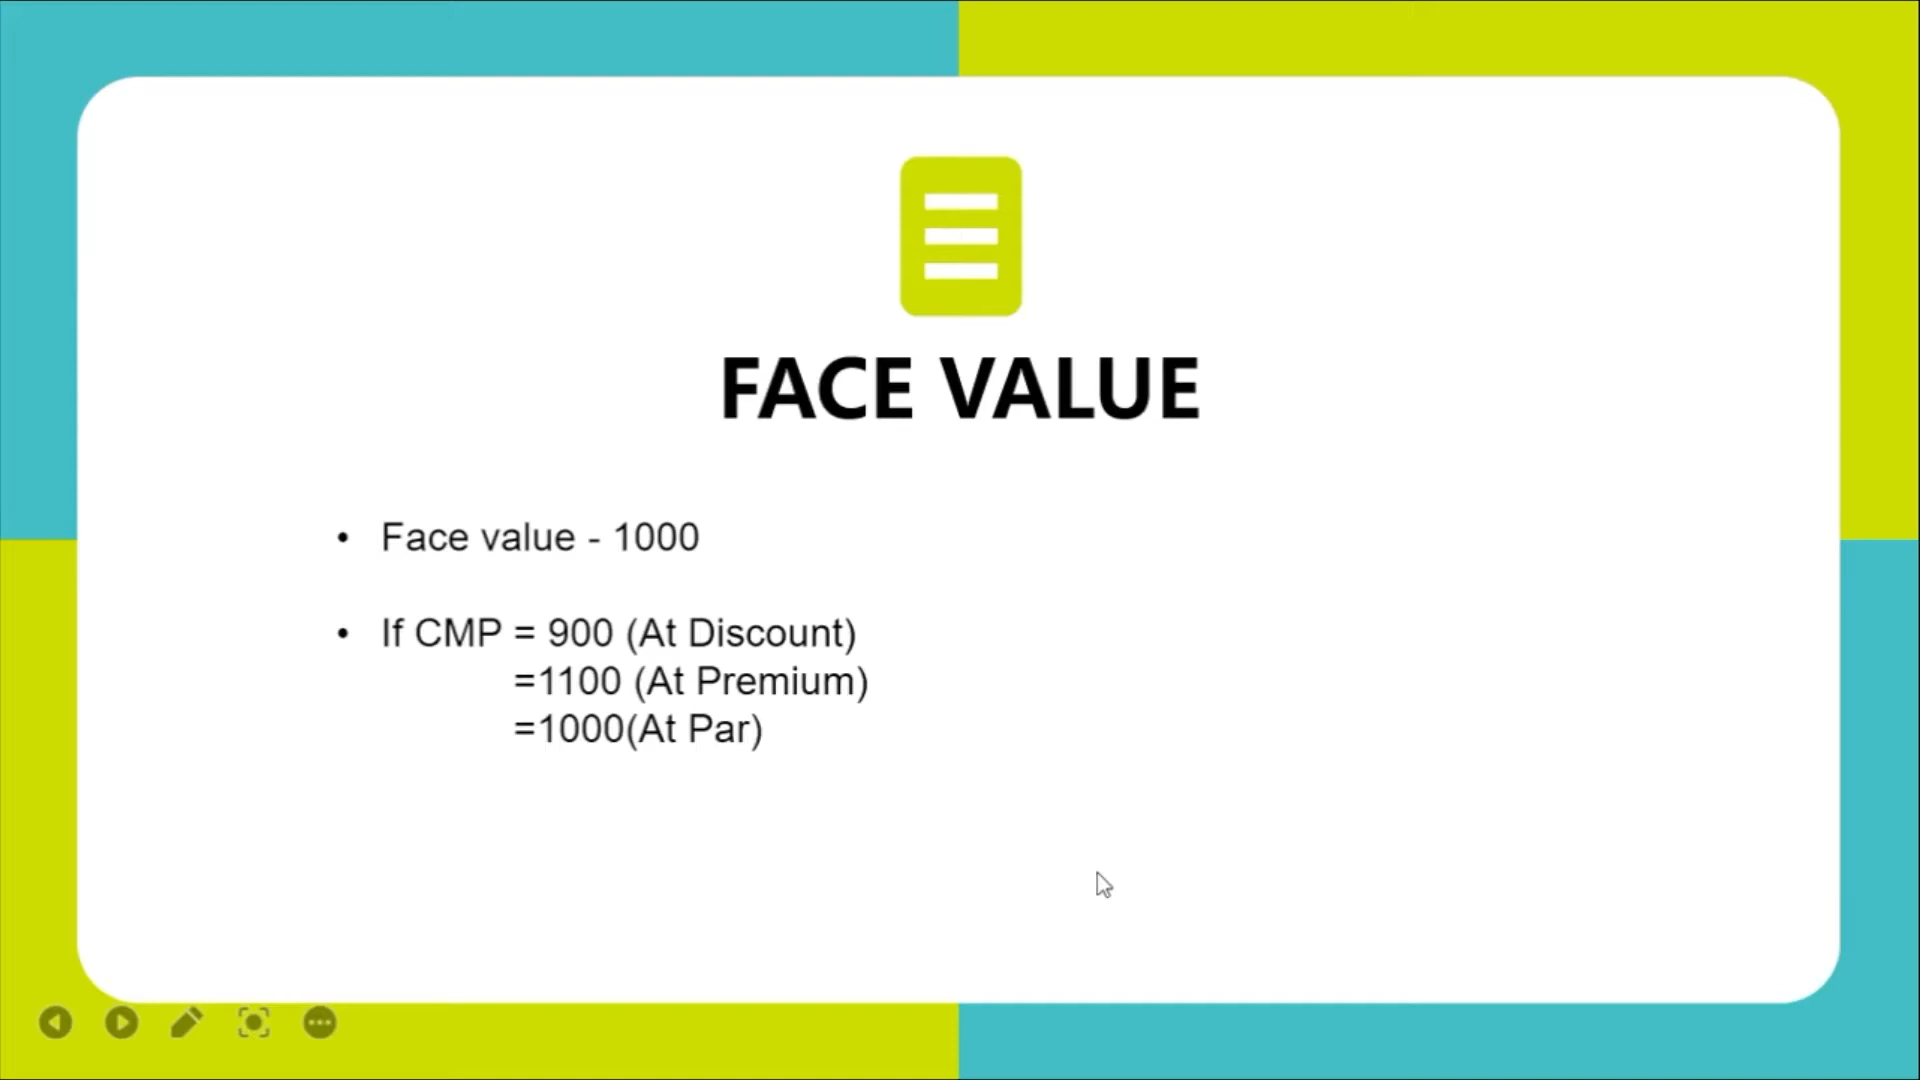 FACE VALUE
• Face value - 1000
• If CMP = 900 (At Discount)
=1100 (At Premium)
=1000(At Par)